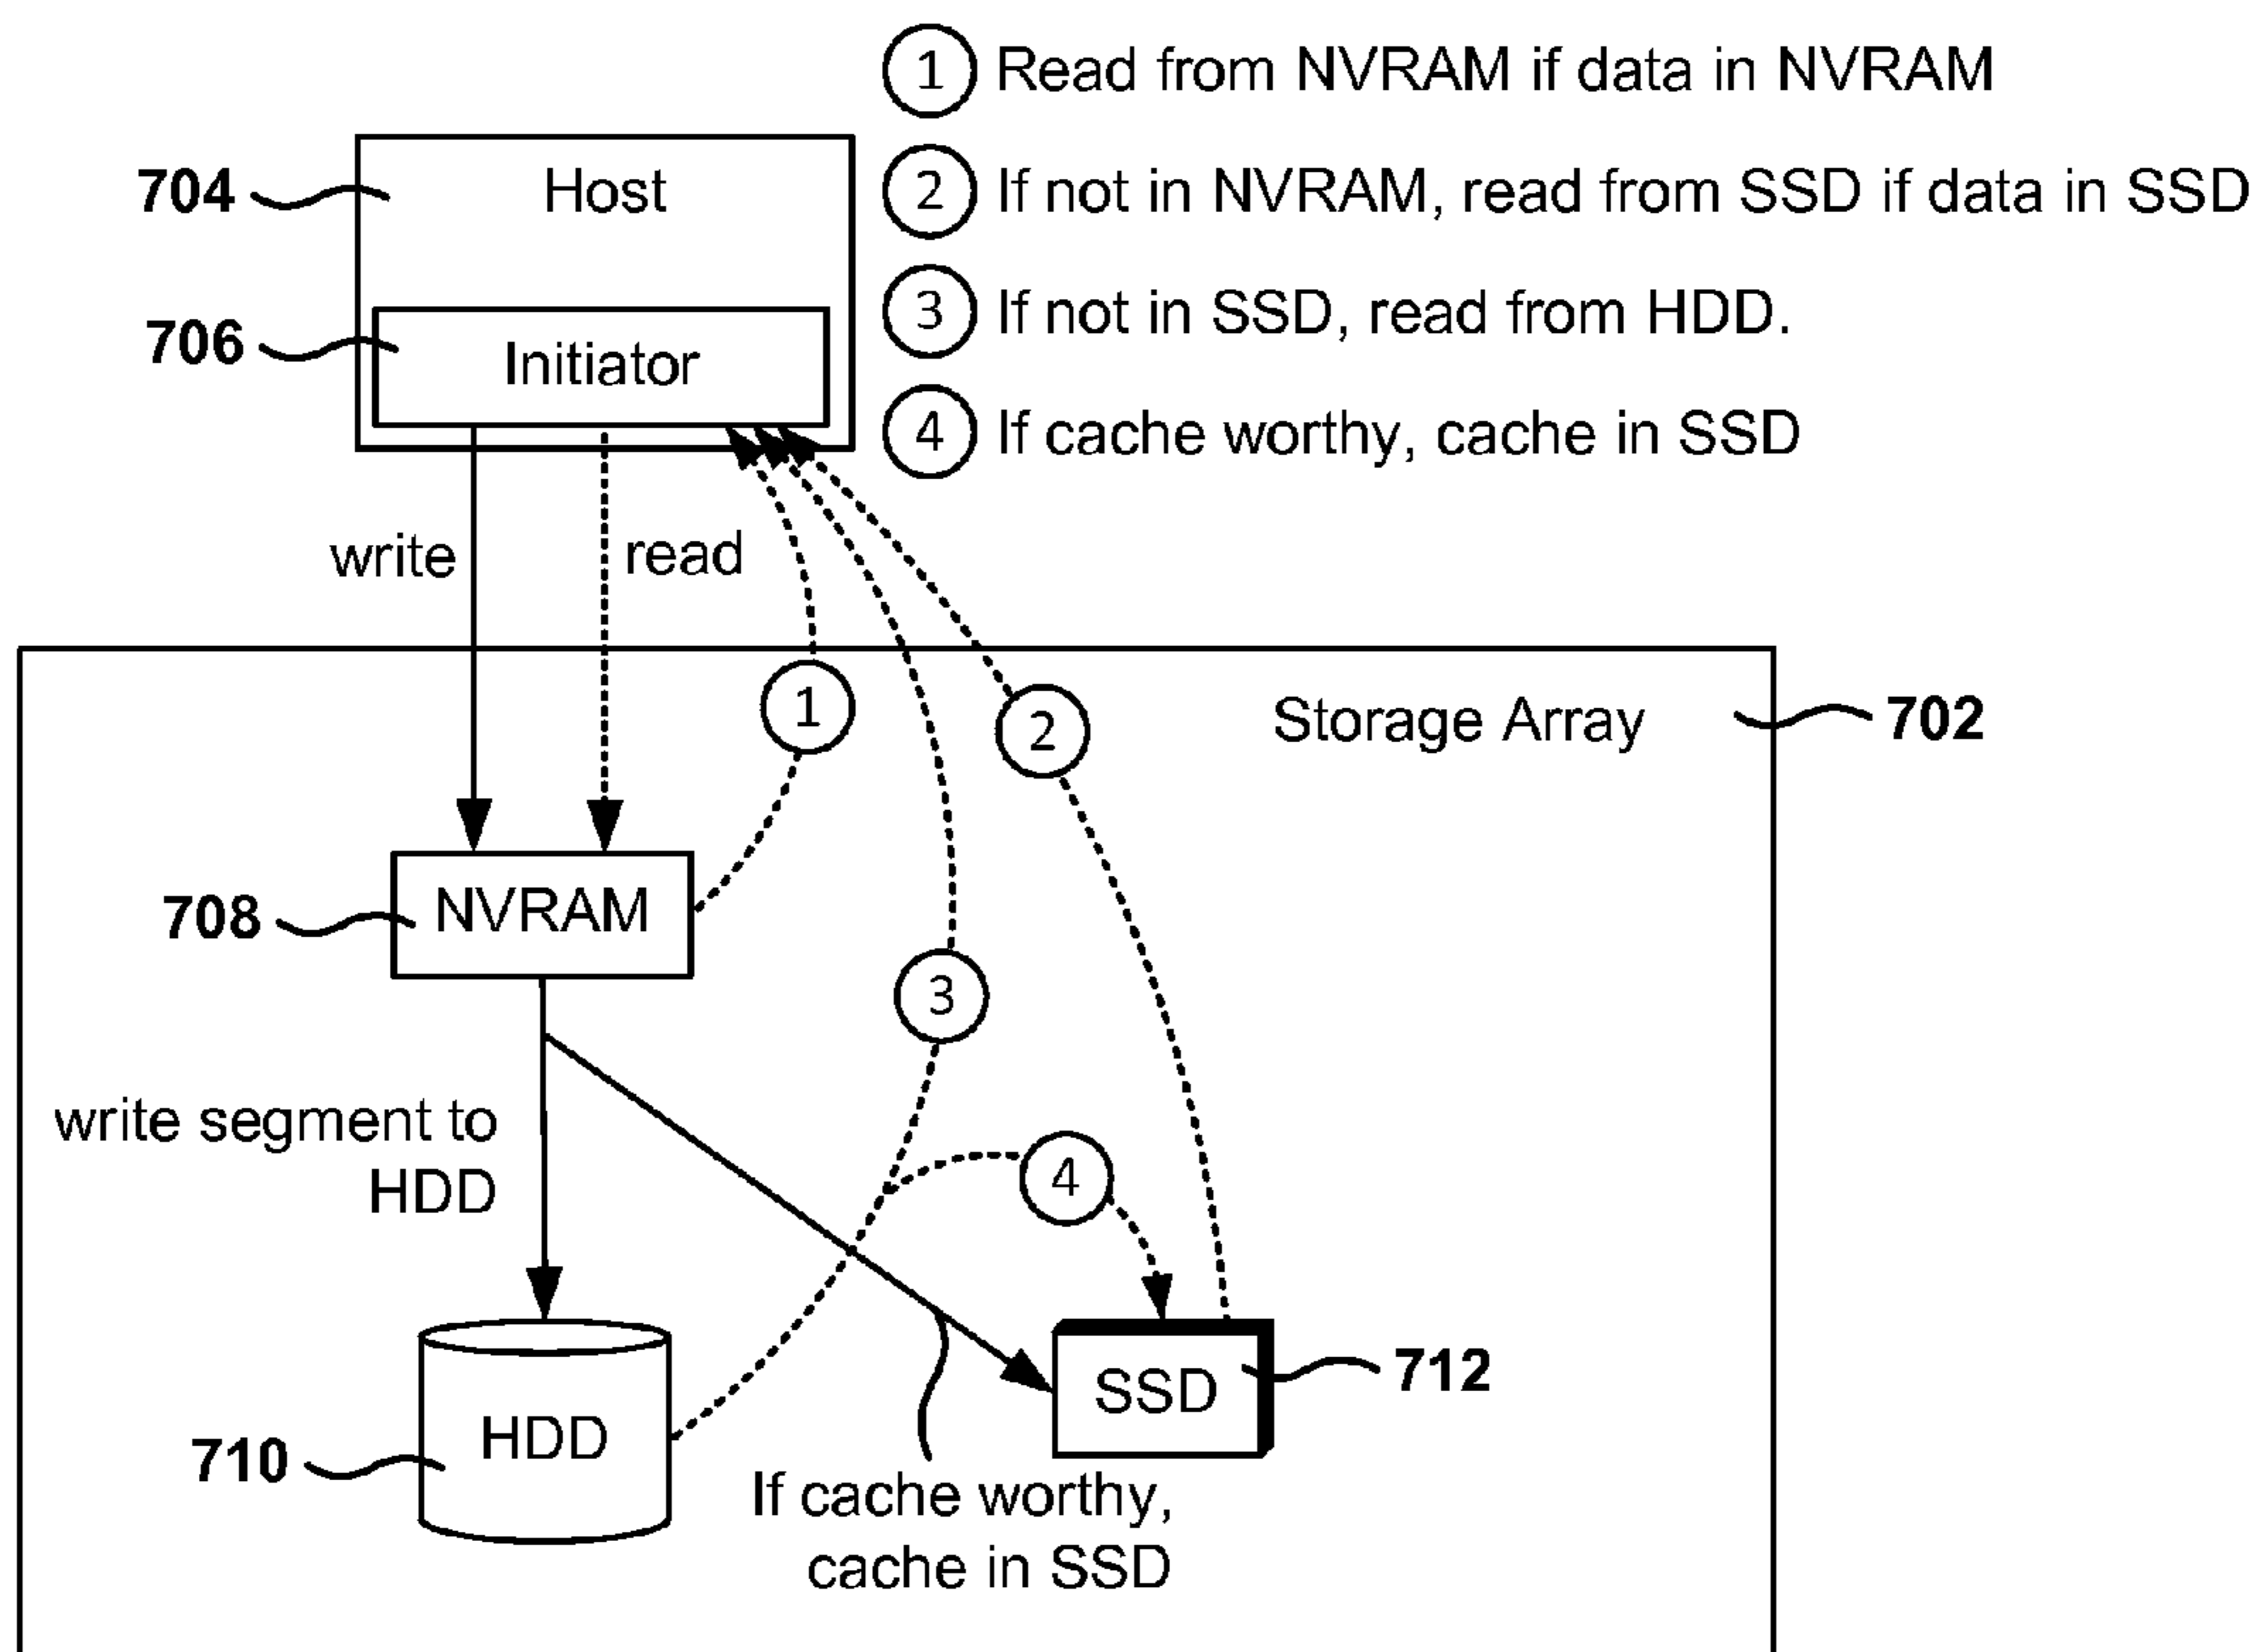 1 Read from NVRAM if data in NVRAM
704 Host
2 If not in NVRAM, read from SSD if data in SSD
706 Initiator
3 If not in SSD, read from HDD.
4 If cache worthy, cache in SSD
write
read
1
2
Storage Array
702
708
NVRAM
3
write segment to
HDD
4
SSD
712
HDD
710
If cache worthy,
cache in SSD